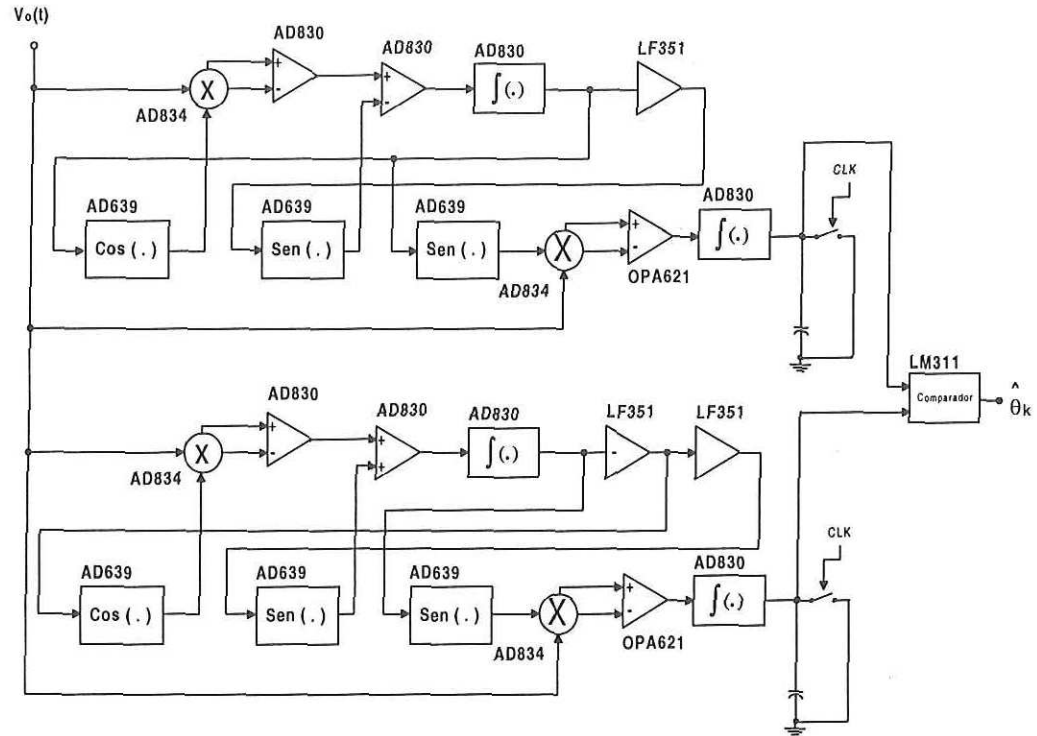 Vo(t)
AD830
AD830
AD830
LF351
X
+
-
+
-
∫(.)
AD834
CLK
AD639
AD639
AD639
AD830
Cos(.)
Sen(.)
Sen(.)
X
+
-
∫(.)
AD834
OPA621
LM311
Comparador
θ̂k
AD830
AD830
AD830
LF351
LF351
X
+
-
+
+
∫(.)
-
AD834
CLK
AD639
AD639
AD639
AD830
Cos(.)
Sen(.)
Sen(.)
X
+
-
∫(.)
AD834
OPA621